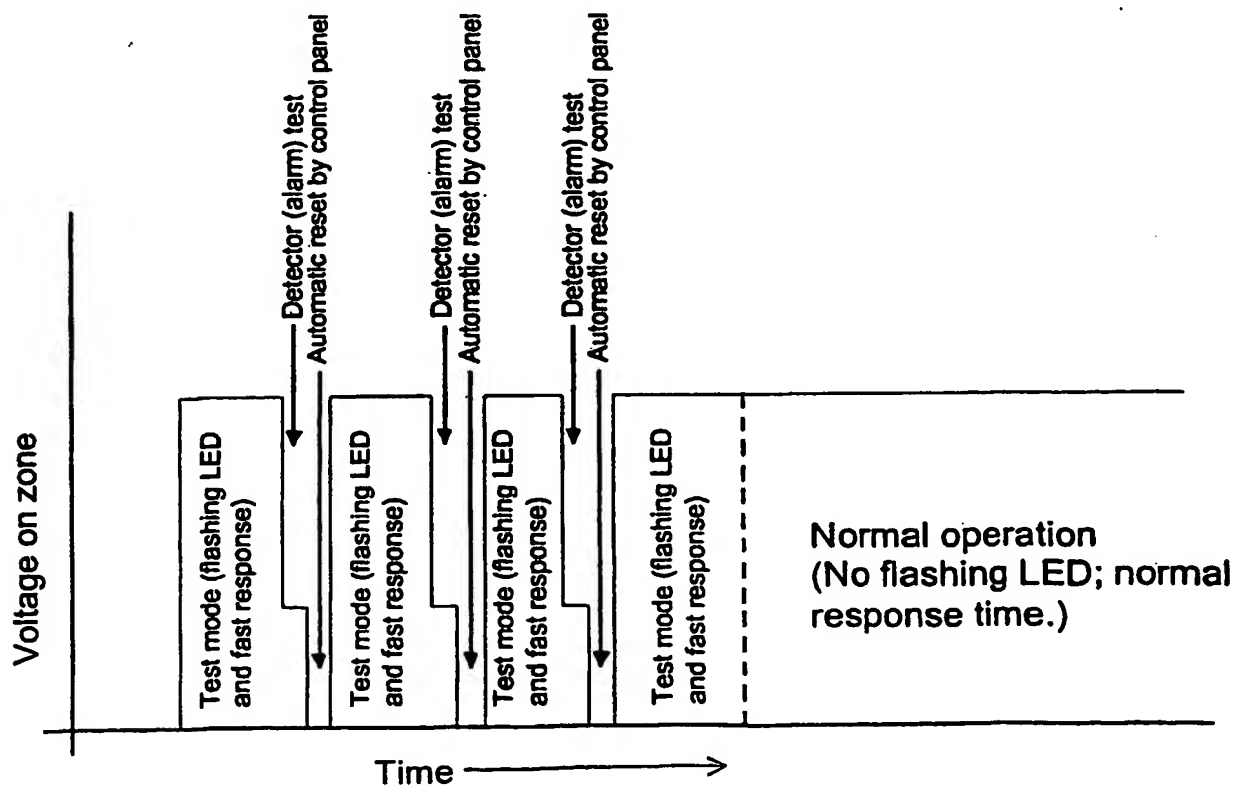 Voltage on zone
Test mode (flashing LED
and fast response)
Detector (alarm) test
Automatic reset by control panel
Test mode (flashing LED
and fast response)
Detector (alarm) test
Automatic reset by control panel
Test mode (flashing LED
and fast response)
Detector (alarm) test
Automatic reset by control panel
Test mode (flashing LED
and fast response)
Normal operation
(No flashing LED; normal
response time.)
Time